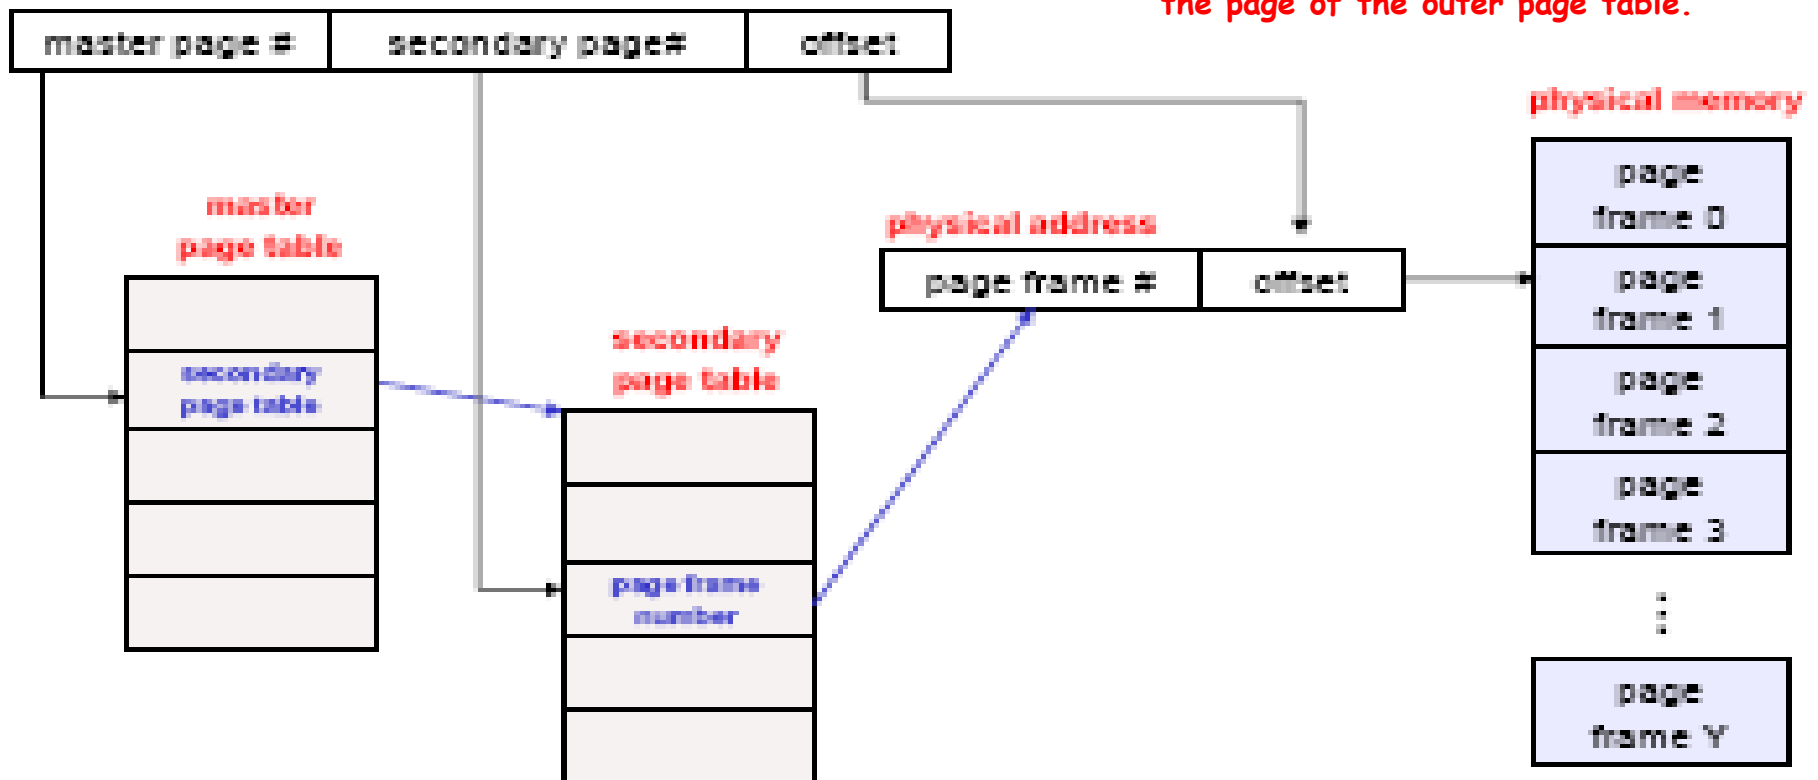 the page of the outer page table.
master page #
secondary page#
offset
physical memory
page
frame 0
page
frame 1
page
frame 2
page
frame 3
⋮
page
frame Y
master
page table
secondary
page table
physical address
page frame #
offset
secondary
page table
page frame
number